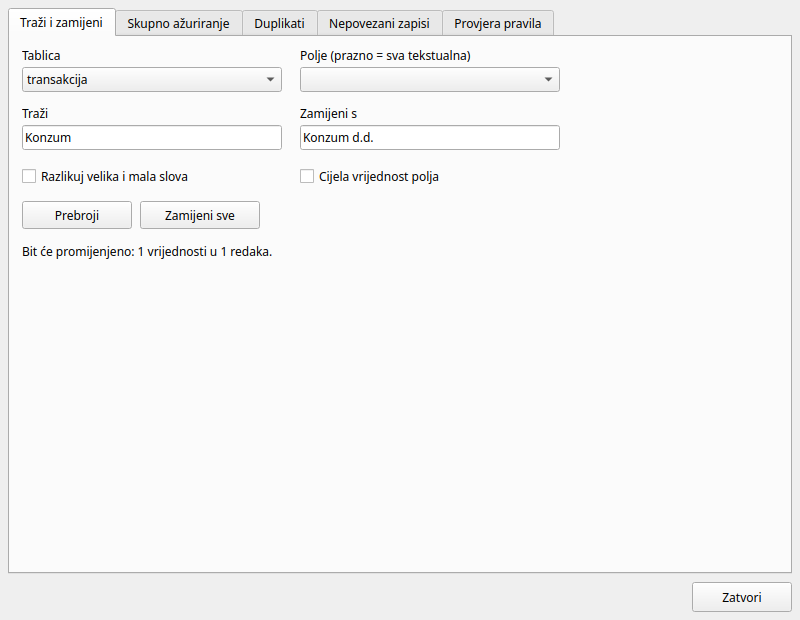 Traži i zamijeni Skupno ažuriranje Duplikati Nepovezani zapisi Provjera pravila
Tablica Polje (prazno = sva tekstualna)
transakcija
Traži Zamijeni s
Konzum Konzum d.d.
Razlikuj velika i mala slova Cijela vrijednost polja
Prebroji Zamijeni sve
Bit će promijenjeno: 1 vrijednosti u 1 redaka.
Zatvori